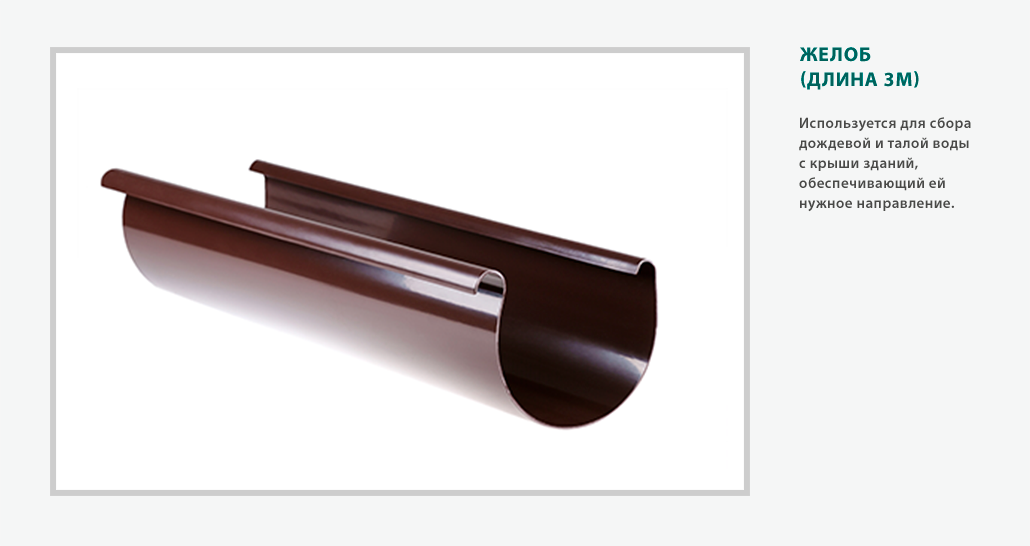 ЖЕЛОБ
(ДЛИНА 3М)
Используется для сбора
дождевой и талой воды
с крыши зданий,
обеспечивающий ей
нужное направление.